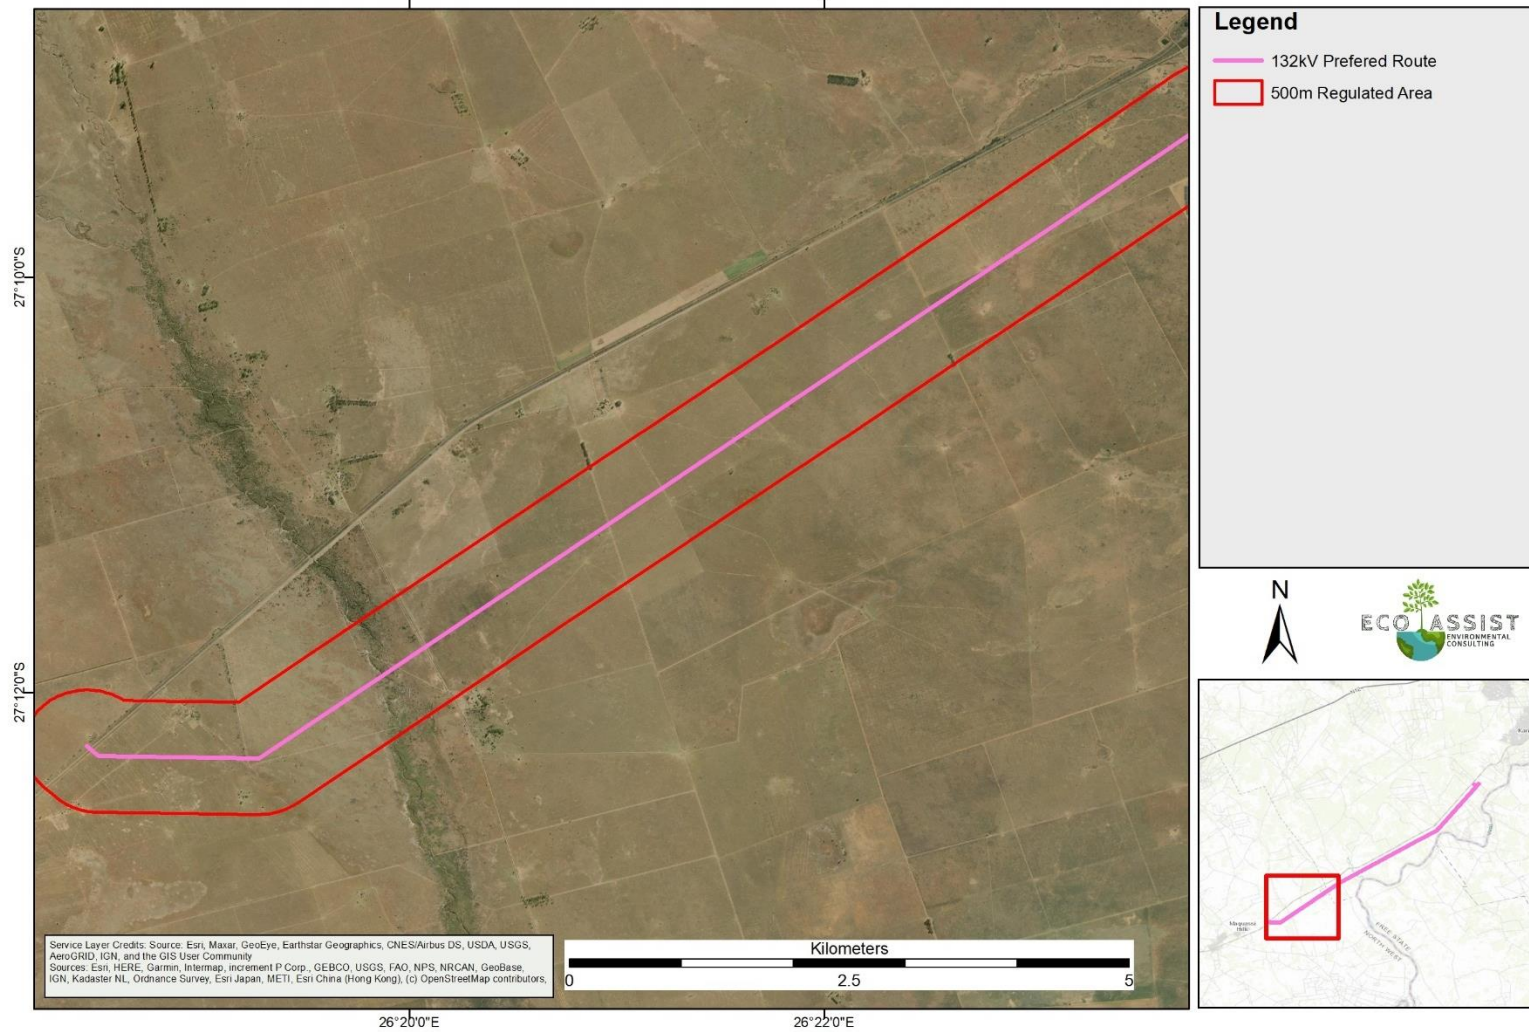 Legend
132kV Prefered Route
500m Regulated Area
27°10'0"S
27°12'0"S
N
ECO ASSIST
ENVIRONMENTAL
CONSULTING
N12
FREE STATE
NORTH WEST
Service Layer Credits: Source: Esri, Maxar, GeoEye, Earthstar Geographics, CNES/Airbus DS, USDA, USGS,
AeroGRID, IGN, and the GIS User Community
Sources: Esri, HERE, Garmin, Intermap, increment P Corp., GEBCO, USGS, FAO, NPS, NRCAN, GeoBase,
IGN, Kadaster NL, Ordnance Survey, Esri Japan, METI, Esri China (Hong Kong), (c) OpenStreetMap contributors,
Kilometers
0 2.5 5
26°20'0"E 26°22'0"E